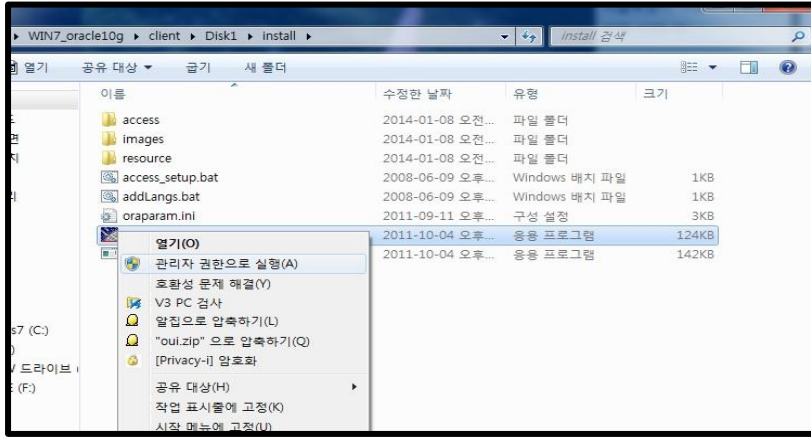 WIN7_oracle10g ▸ client ▸ Disk1 ▸ install ▸ install 검색
열기 공유 대상 ▼ 굽기 새 폴더
이름 수정한 날짜 유형 크기
access 2014-01-08 오전... 파일 폴더
images 2014-01-08 오전... 파일 폴더
resource 2014-01-08 오전... 파일 폴더
access_setup.bat 2008-06-09 오후... Windows 배치 파일 1KB
addLangs.bat 2008-06-09 오후... Windows 배치 파일 1KB
oraparam.ini 2011-09-11 오후... 구성 설정 3KB
2011-10-04 오후... 응용 프로그램 124KB
2011-10-04 오후... 응용 프로그램 142KB
열기(O)
관리자 권한으로 실행(A)
호환성 문제 해결(Y)
V3 PC 검사
알집으로 압축하기(L)
"oui.zip" 으로 압축하기(Q)
[Privacy-i] 암호화
공유 대상(H)
작업 표시줄에 고정(K)
시작 메뉴에 고정(U)
s7 (C:)
드라이브
(F:)